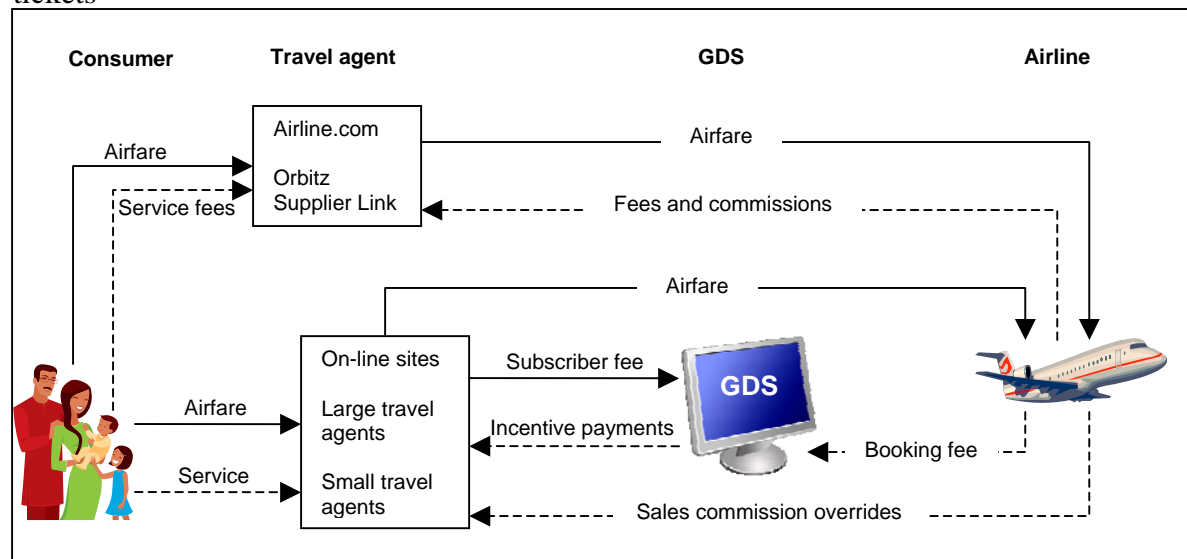 tickets
Consumer Travel agent GDS Airline
Airline.com
Orbitz
Supplier Link
Airfare
Service fees
Airfare
Fees and commissions
Airfare
On-line sites
Large travel
agents
Small travel
agents
Subscriber fee
GDS
Airfare
Incentive payments
Booking fee
Service
Sales commission overrides